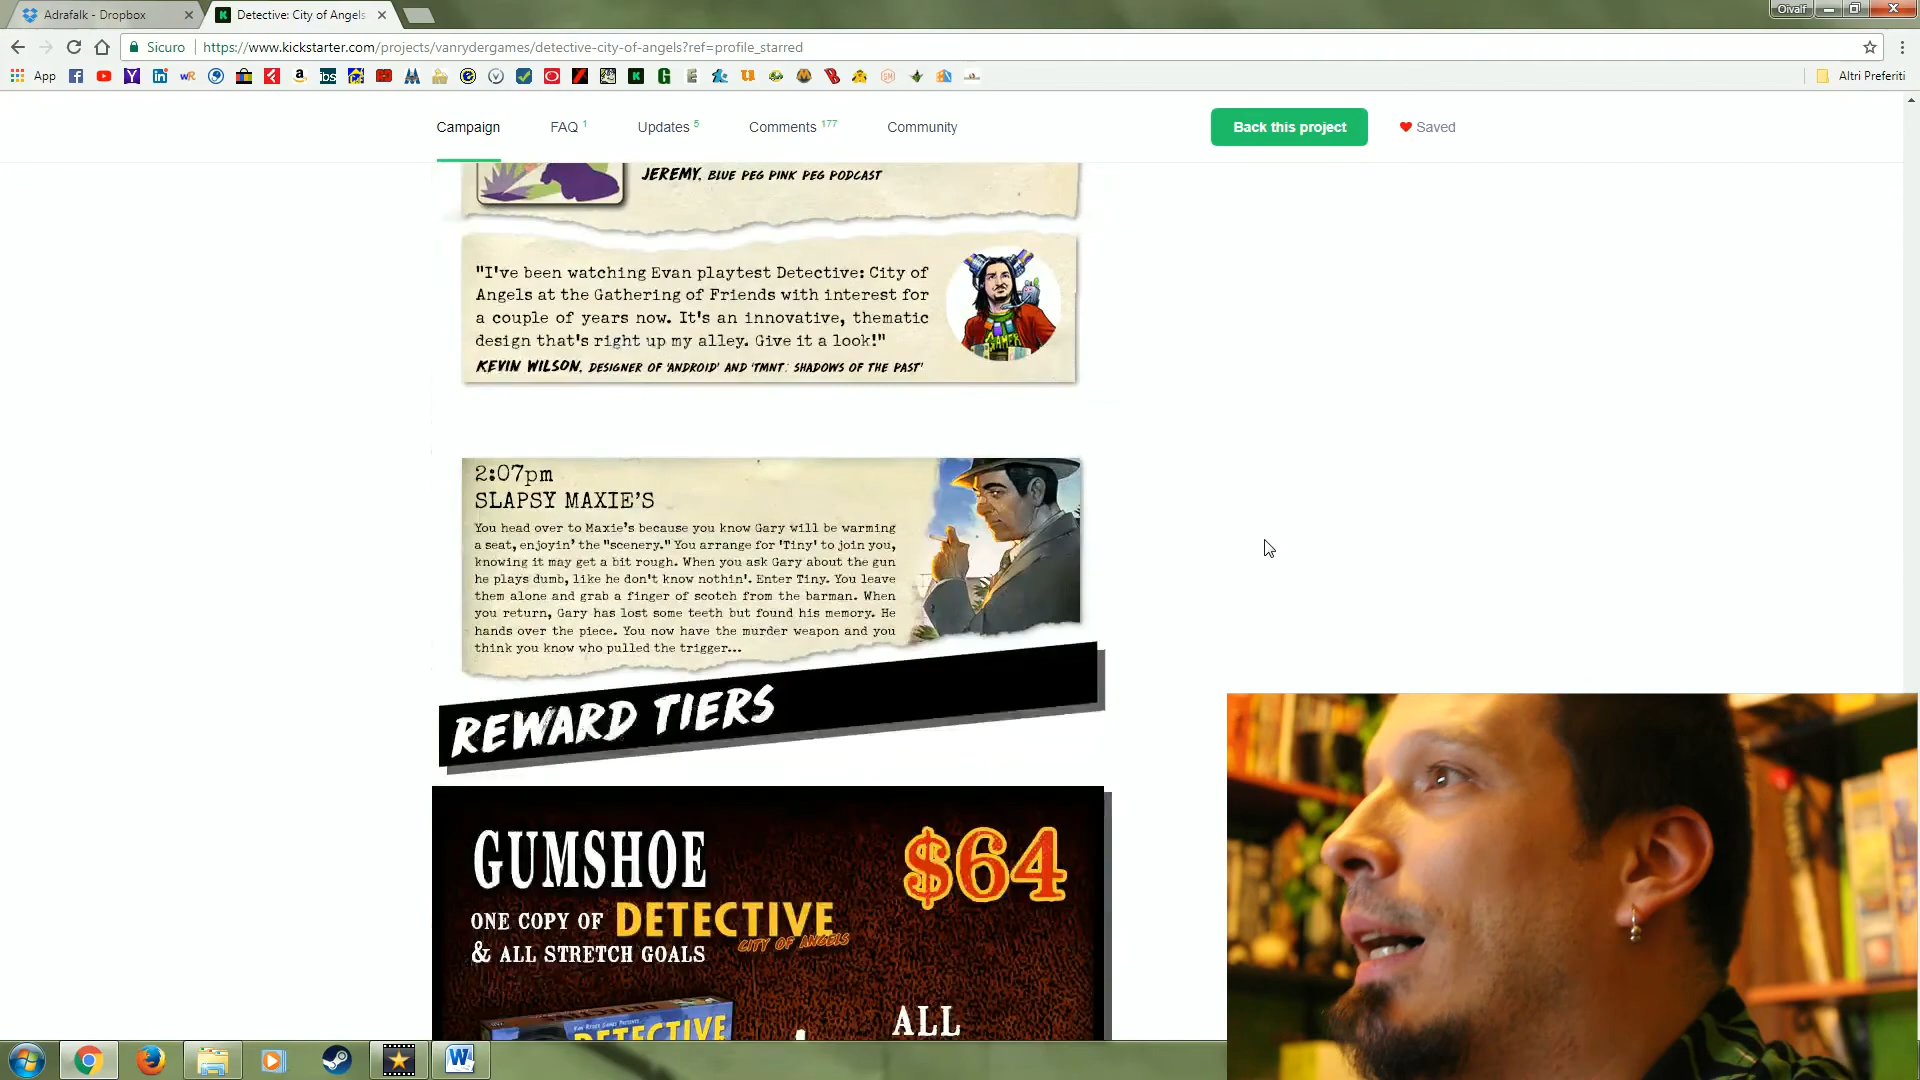 Adrafalk - Dropbox
Detective: City of Angels
Oivalf
Sicuro
https://www.kickstarter.com/projects/vanrydergames/detective-city-of-angels?ref=profile_starred
App
Altri Preferiti
Campaign
FAQ 1
Updates 5
Comments 177
Community
Back this project
Saved
JEREMY, BLUE PEG PINK PEG PODCAST
"I've been watching Evan playtest Detective: City of
Angels at the Gathering of Friends with interest for
a couple of years now. It's an innovative, thematic
design that's right up my alley. Give it a look!"
KEVIN WILSON, DESIGNER OF 'ANDROID' AND 'TMNT: SHADOWS OF THE PAST'
GAMER
2:07pm
SLAPSY MAXIE'S
You head over to Maxie's because you know Gary will be warming
a seat, enjoyin' the "scenery." You arrange for 'Tiny' to join you,
knowing it may get a bit rough. When you ask Gary about the gun
he plays dumb, like he don't know nothin'. Enter Tiny. You leave
them alone and grab a finger of scotch from the barman. When
you return, Gary has lost some teeth but found his memory. He
hands over the piece. You now have the murder weapon and you
think you know who pulled the trigger...
REWARD TIERS
GUMSHOE
$64
ONE COPY OF DETECTIVE
CITY OF ANGELS
& ALL STRETCH GOALS
VAN RYDER GAMES PRESENTS
DETECTIVE
ALL